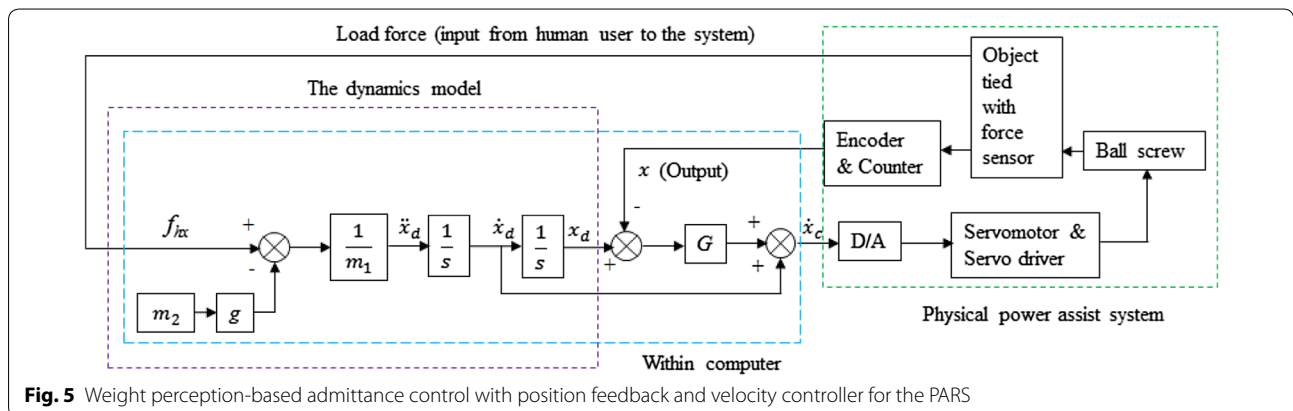 Load force (input from human user to the system)
The dynamics model
Object
tied
with
force
sensor
Encoder
& Counter
Ball screw
x (Output)
-
f_hx
+
-
1
m_1
ẍ_d
1
s
ẋ_d
1
s
x_d
+
G
+
+
ẋ_c
D/A
Servomotor &
Servo driver
m_2
g
Physical power assist system
Within computer
Fig. 5 Weight perception-based admittance control with position feedback and velocity controller for the PARS